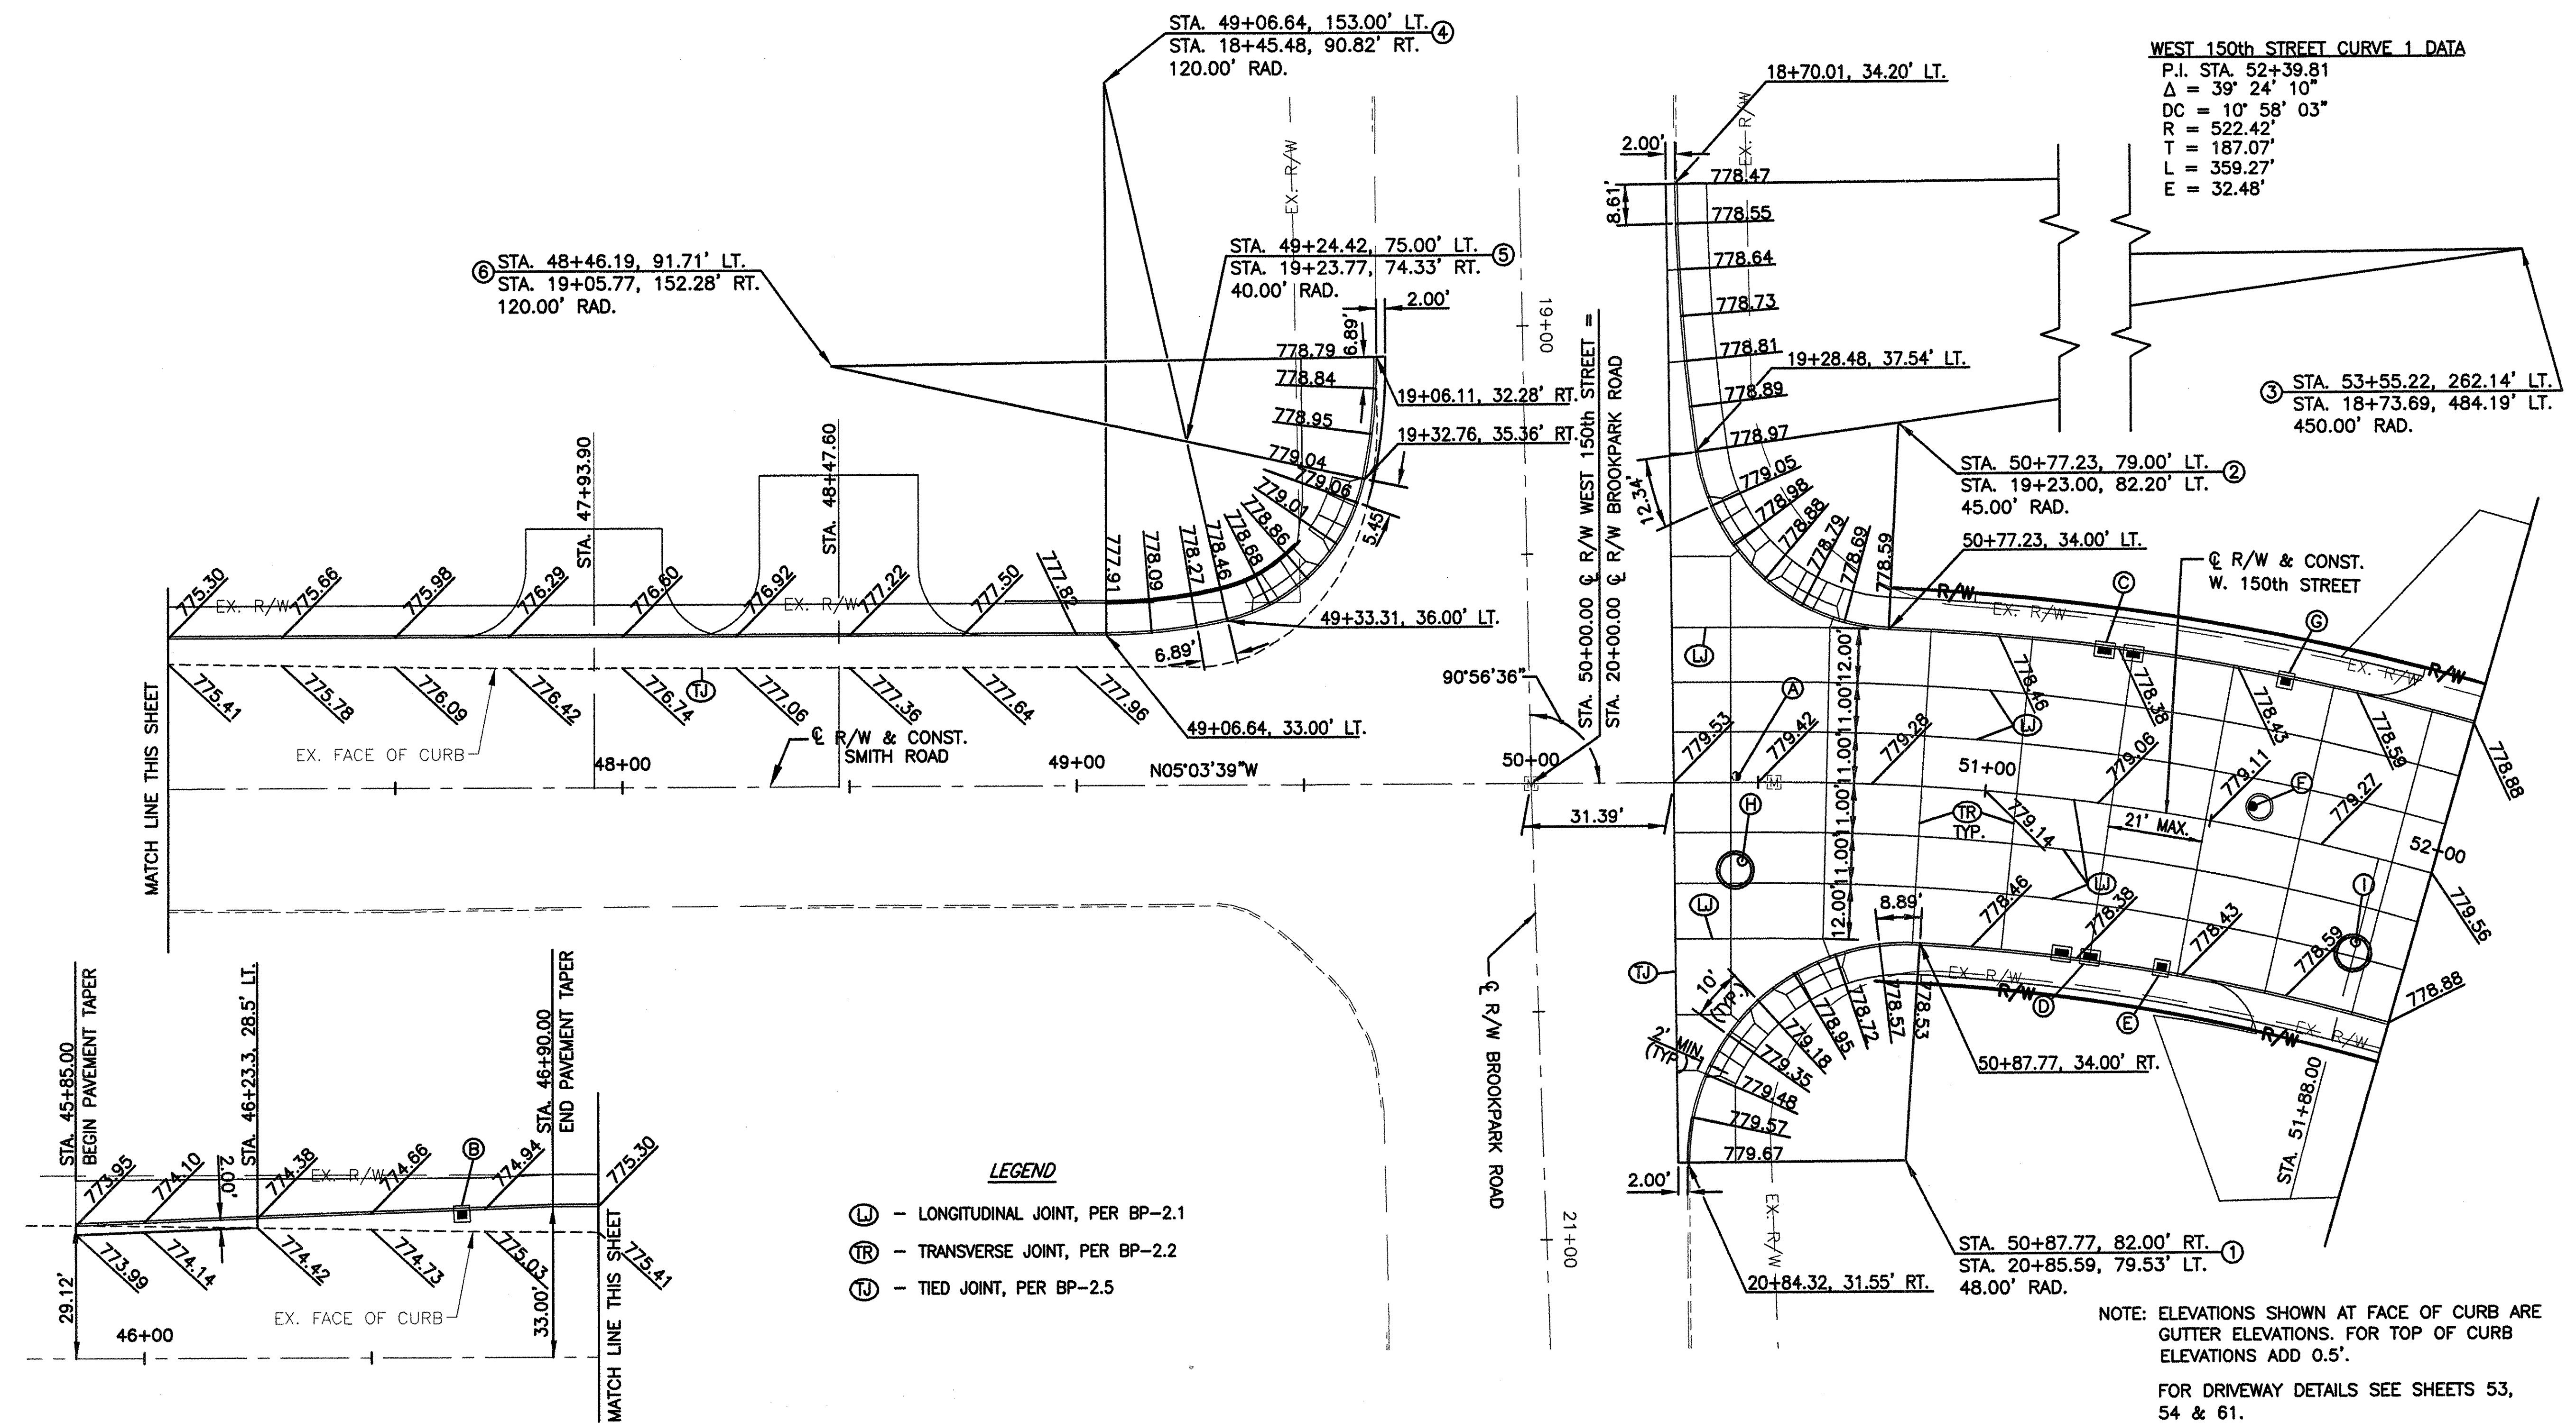 STA. 49+06.64, 153.00' LT.
STA. 18+45.48, 90.82' RT.
120.00' RAD.
4
WEST 150th STREET CURVE 1 DATA
P.I. STA. 52+39.81
Δ = 39° 24' 10"
DC = 10° 58' 03"
R = 522.42'
T = 187.07'
L = 359.27'
E = 32.48'
18+70.01, 34.20' LT.
2.00'
EX. R/W
EX. R/W
8.61'
778.47
778.55
778.64
778.73
778.81
778.89
778.97
6
STA. 48+46.19, 91.71' LT.
STA. 19+05.77, 152.28' RT.
120.00' RAD.
STA. 49+24.42, 75.00' LT.
STA. 19+23.77, 74.33' RT.
40.00' RAD.
5
2.00'
6.89'
778.79
778.84
778.95
779.04
779.06
779.01
778.86
778.68
778.46
778.27
778.09
777.91
777.82
19+06.11, 32.28' RT.
19+32.76, 35.36' RT.
5.45'
19+00
STA. 50+00.00 ℄ R/W WEST 150th STREET =
STA. 20+00.00 ℄ R/W BROOKPARK ROAD
19+28.48, 37.54' LT.
3
STA. 53+55.22, 262.14' LT.
STA. 18+73.69, 484.19' LT.
450.00' RAD.
STA. 50+77.23, 79.00' LT.
STA. 19+23.00, 82.20' LT.
45.00' RAD.
2
12.34'
779.05
778.98
778.88
778.79
778.69
778.59
50+77.23, 34.00' LT.
℄ R/W & CONST.
W. 150th STREET
STA. 47+93.90
STA. 48+47.60
775.30
775.66
775.98
776.29
776.60
776.92
777.22
777.50
EX. R/W
EX. R/W
49+33.31, 36.00' LT.
6.89'
49+06.64, 33.00' LT.
775.41
775.78
776.09
776.42
776.74
777.06
777.36
777.64
777.96
TJ
EX. FACE OF CURB
℄ R/W & CONST.
SMITH ROAD
48+00
49+00
N05°03'39"W
50+00
MATCH LINE THIS SHEET
90°56'36"
31.39'
℄ R/W BROOKPARK ROAD
21+00
R/W
EX. R/W
C
G
EX. R/W
R/W
LJ
12.00'
11.00'
11.00'
11.00'
11.00'
12.00'
A
H
779.53
779.42
779.28
51+00
779.14
779.06
779.11
779.27
52+00
779.56
778.46
778.38
778.43
778.59
778.88
LJ
F
TR
TYP.
21' MAX.
LJ
LJ
I
8.89'
778.46
778.38
778.43
778.59
778.88
TJ
10'
(TYP.)
2' MIN.
(TYP.)
778.53
778.57
778.72
778.95
779.18
779.35
779.48
779.57
779.67
EX. R/W
R/W
D
E
R/W
EX. R/W
50+87.77, 34.00' RT.
STA. 51+88.00
2.00'
EX. R/W
20+84.32, 31.55' RT.
STA. 50+87.77, 82.00' RT.
STA. 20+85.59, 79.53' LT.
48.00' RAD.
1
STA. 45+85.00
BEGIN PAVEMENT TAPER
STA. 46+23.3, 28.5' LT.
STA. 46+90.00
END PAVEMENT TAPER
773.95
774.10
2.00'
774.38
EX. R/W
774.66
B
774.94
775.30
773.99
774.14
774.42
774.73
775.03
775.41
29.12'
33.00'
EX. FACE OF CURB
46+00
MATCH LINE THIS SHEET
LEGEND
LJ – LONGITUDINAL JOINT, PER BP-2.1
TR – TRANSVERSE JOINT, PER BP-2.2
TJ – TIED JOINT, PER BP-2.5
NOTE: ELEVATIONS SHOWN AT FACE OF CURB ARE
GUTTER ELEVATIONS. FOR TOP OF CURB
ELEVATIONS ADD 0.5'.
FOR DRIVEWAY DETAILS SEE SHEETS 53,
54 & 61.